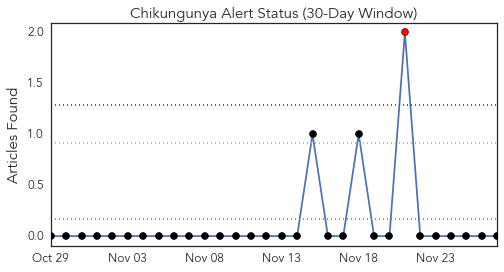 Chikungunya Alert Status (30-Day Window)
Articles Found
2.0
1.5
1.0
0.5
0.0
Oct 29 Nov 03 Nov 08 Nov 13 Nov 18 Nov 23